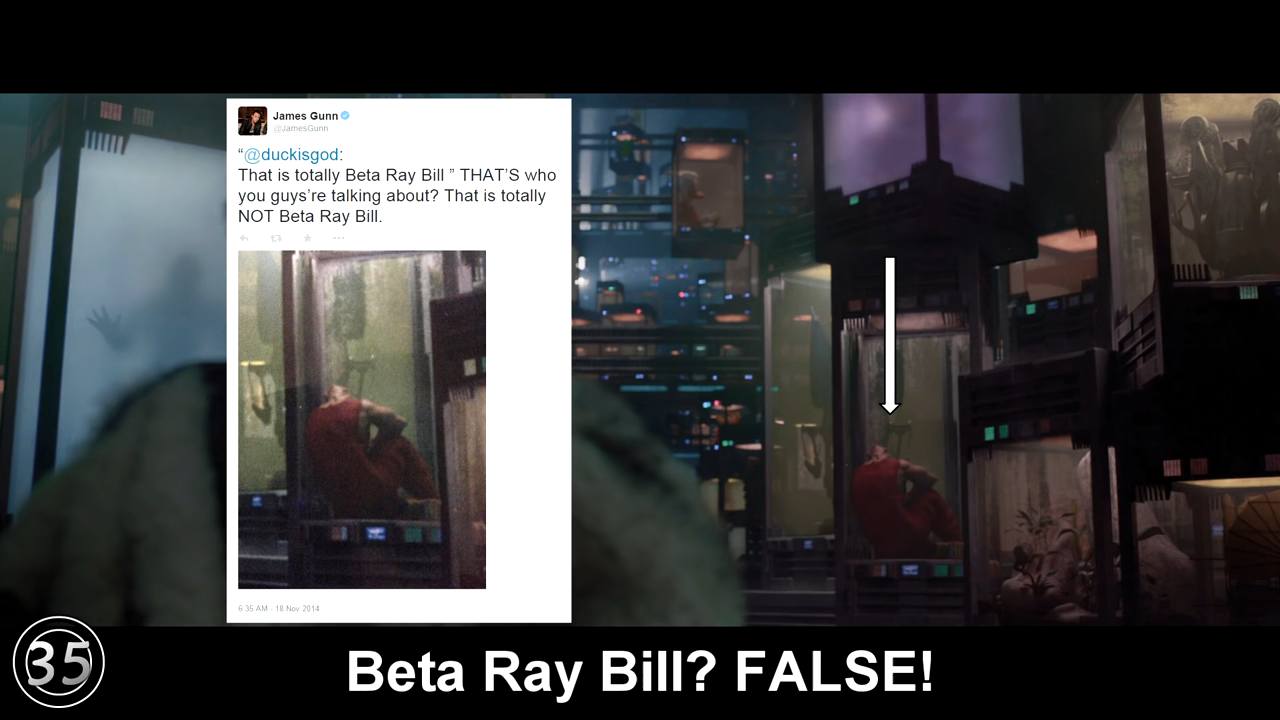 James Gunn
@JamesGunn
“@duckisgod:
That is totally Beta Ray Bill ” THAT’S who
you guys’re talking about? That is totally
NOT Beta Ray Bill.
6:35 AM - 18 Nov 2014
35
Beta Ray Bill? FALSE!